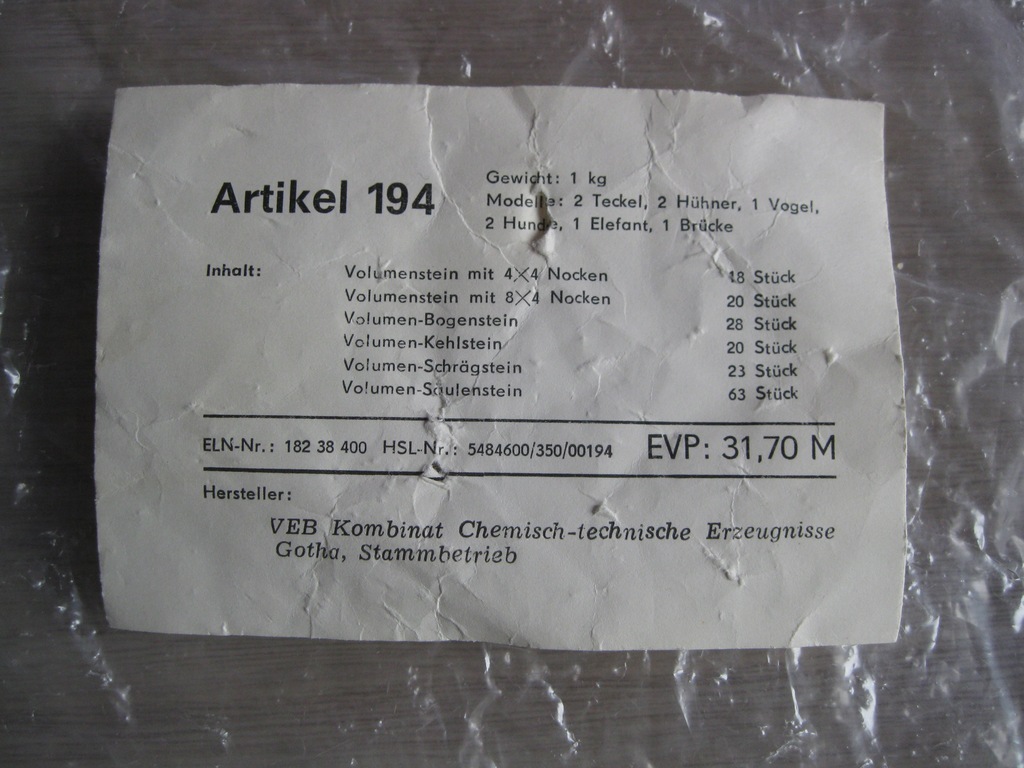 Artikel 194
Gewicht: 1 kg
Modelle: 2 Teckel, 2 Hühner, 1 Vogel,
2 Hunde, 1 Elefant, 1 Brücke
Inhalt:
Volumenstein mit 4×4 Nocken 18 Stück
Volumenstein mit 8×4 Nocken 20 Stück
Volumen-Bogenstein 28 Stück
Volumen-Kehlstein 20 Stück
Volumen-Schrägstein 23 Stück
Volumen-Säulenstein 63 Stück
ELN-Nr.: 182 38 400 HSL-Nr.: 5484600/350/00194 EVP: 31,70 M
Hersteller:
VEB Kombinat Chemisch-technische Erzeugnisse
Gotha, Stammbetrieb